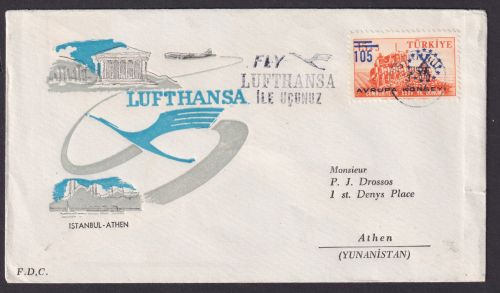 FLY
LUFTHANSA
İLE UÇUNUZ
105
TÜRKİYE
AVRUPA KONSEYİ
LUFTHANSA
ISTANBUL-ATHEN
Monsieur
P. J. Drossos
1 st. Denys Place
Athen
(YUNANİSTAN)
F.D.C.